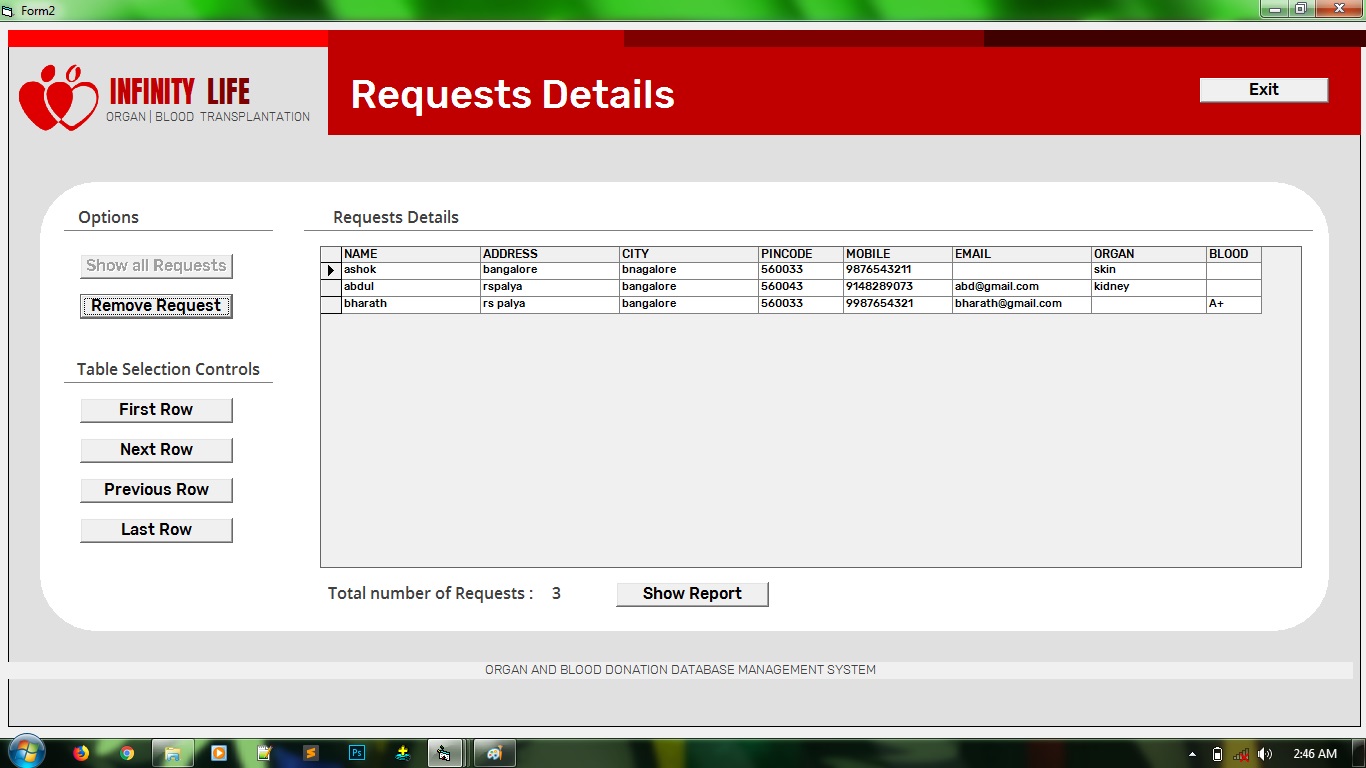 Form2
INFINITY LIFE
ORGAN | BLOOD TRANSPLANTATION
Requests Details
Exit
Options
Show all Requests
Remove Request
Table Selection Controls
First Row
Next Row
Previous Row
Last Row
Requests Details
NAME ADDRESS CITY PINCODE MOBILE EMAIL ORGAN BLOOD
ashok bangalore bnagalore 560033 9876543211 skin
abdul rspalya bangalore 560043 9148289073 abd@gmail.com kidney
bharath rs palya bangalore 560033 9987654321 bharath@gmail.com A+
Total number of Requests : 3
Show Report
ORGAN AND BLOOD DONATION DATABASE MANAGEMENT SYSTEM
Ps
2:46 AM